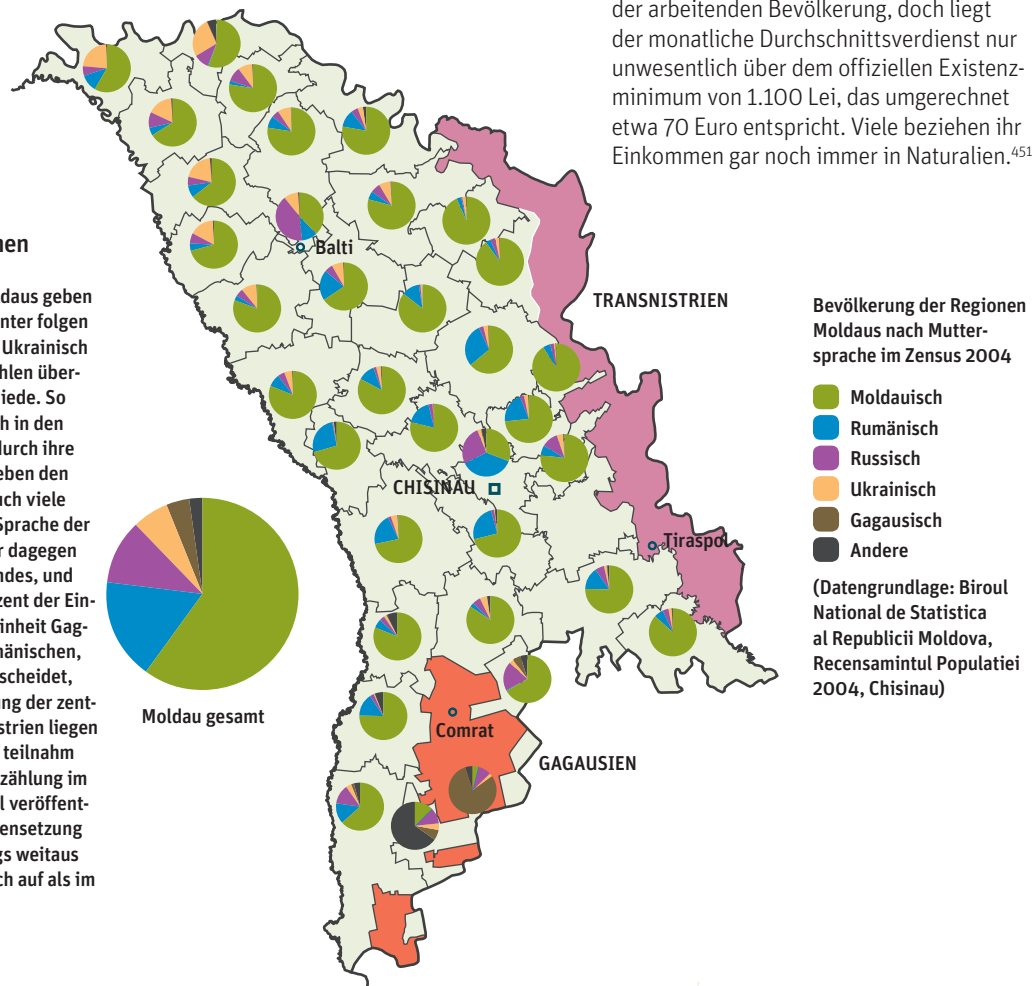 der arbeitenden Bevölkerung, doch liegt
der monatliche Durchschnittsverdienst nur
unwesentlich über dem offiziellen Existenz-
minimum von 1.100 Lei, das umgerechnet
etwa 70 Euro entspricht. Viele beziehen ihr
Einkommen gar noch immer in Naturalien.451
nen
daus geben
nter folgen
Ukrainisch
hlen über-
iede. So
h in den
durch ihre
eben den
uch viele
Sprache der
r dagegen
ndes, und
zent der Ein-
inheit Gag-
mänischen,
scheidet,
ung der zent-
strien liegen
teilnahm
zählung im
l veröffent-
ensetzung
gs weitaus
ch auf als im
Balti
TRANSNISTRIEN
CHISINAU
Tiraspol
Comrat
GAGAUSIEN
Moldau gesamt
Bevölkerung der Regionen
Moldaus nach Mutter-
sprache im Zensus 2004
Moldauisch
Rumänisch
Russisch
Ukrainisch
Gagausisch
Andere
(Datengrundlage: Biroul
National de Statistica
al Republicii Moldova,
Recensamintul Populatiei
2004, Chisinau)